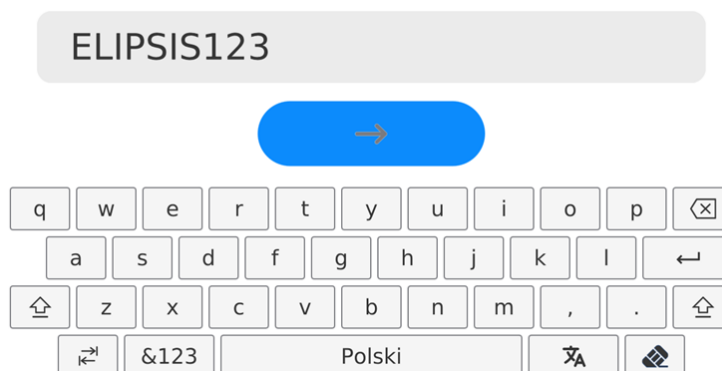 ELIPSIS123
q w e r t y u i o p
a s d f g h j k l
z x c v b n m , .
&123 Polski